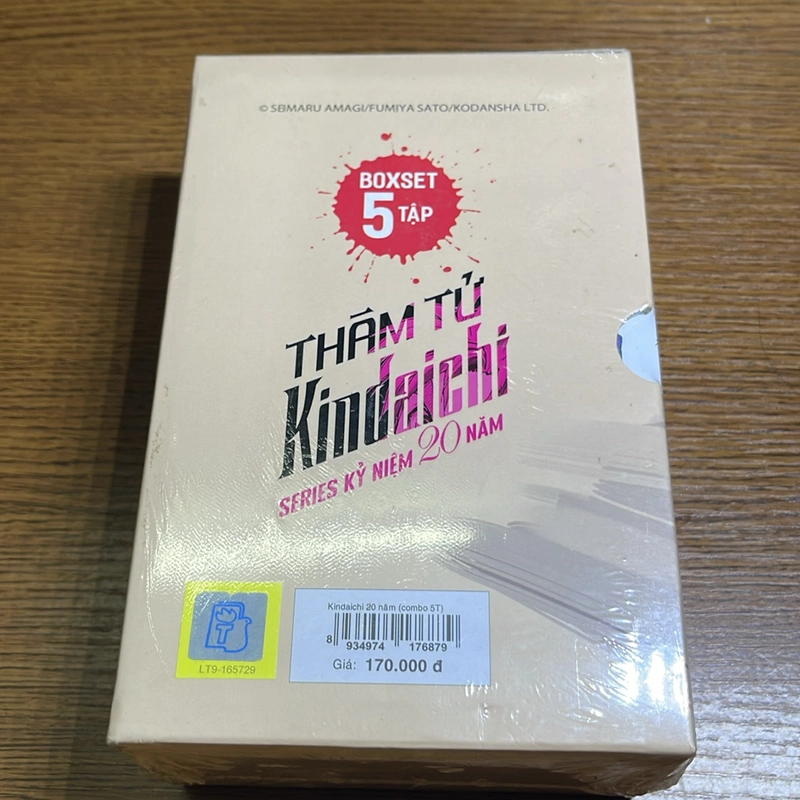 © SEIMARU AMAGI/FUMIYA SATO/KODANSHA LTD.
BOXSET
5 TẬP
THÁM TỬ
Kindaichi
SERIES KỶ NIỆM 20 NĂM
T
LT9-165729
Kindaichi 20 năm (combo 5T)
8 934974 176879
Giá: 170.000 đ